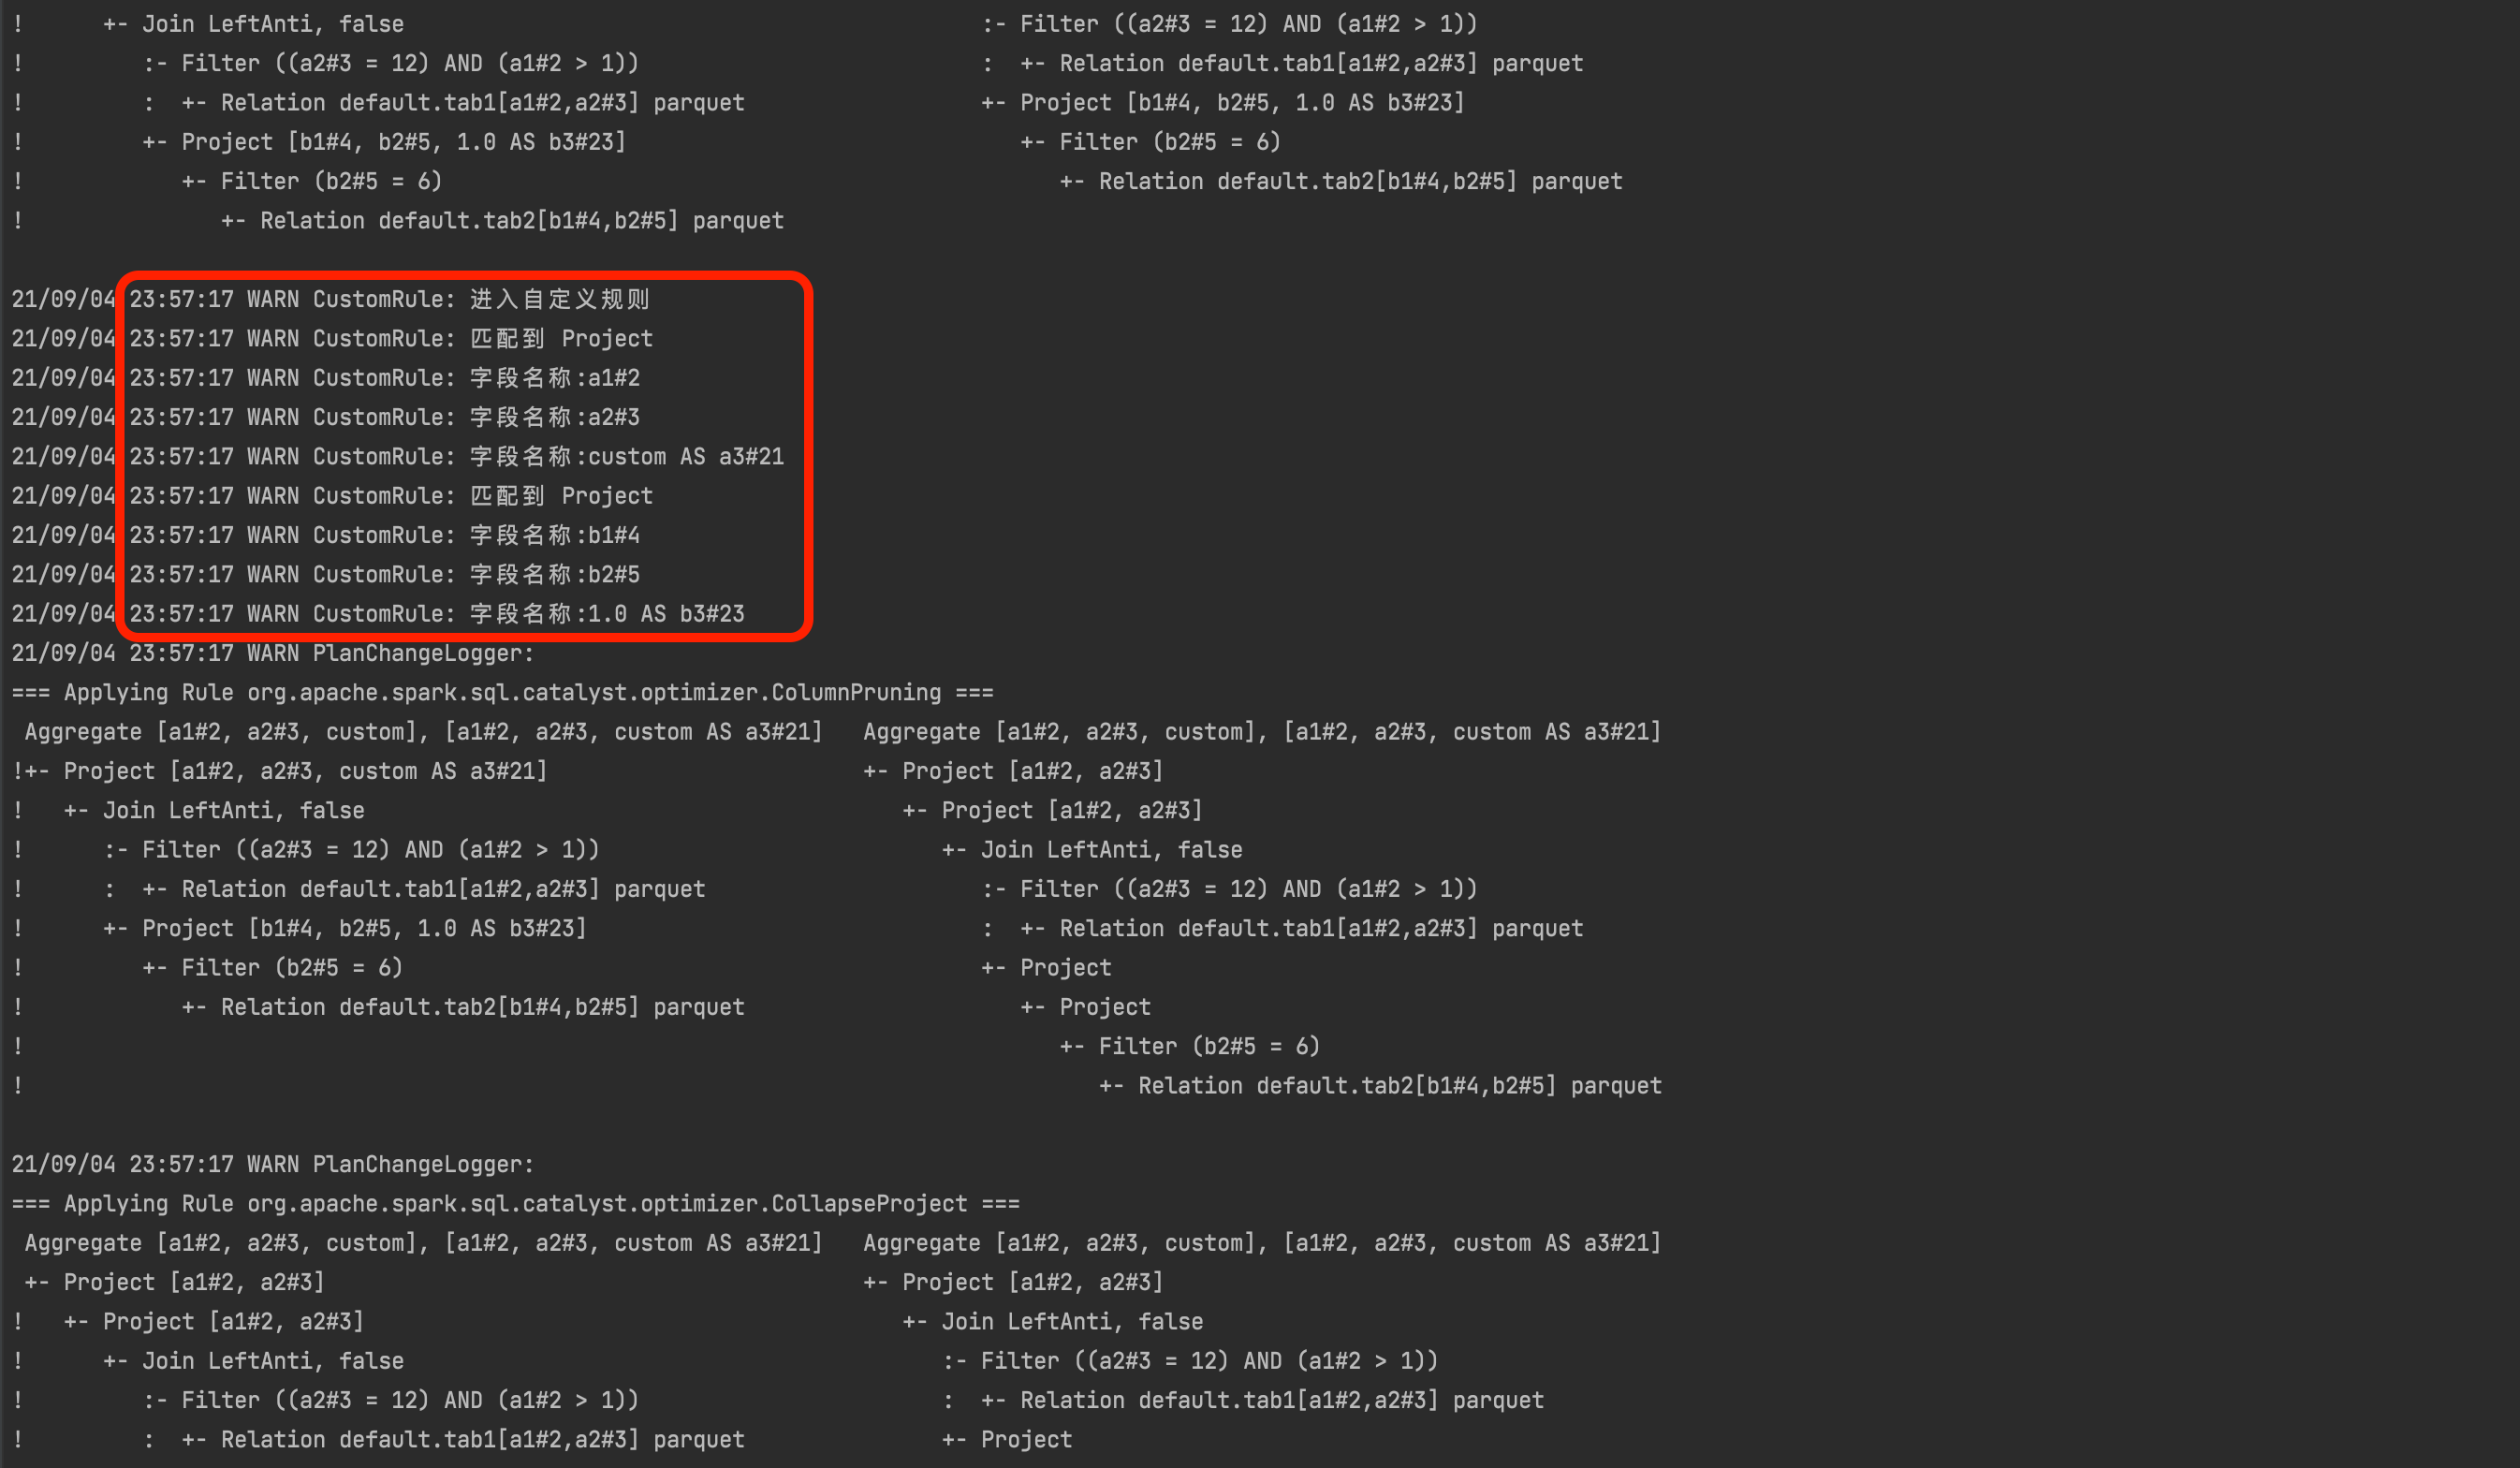 !      +- Join LeftAnti, false                                            :- Filter ((a2#3 = 12) AND (a1#2 > 1))
!         :- Filter ((a2#3 = 12) AND (a1#2 > 1))                          :  +- Relation default.tab1[a1#2,a2#3] parquet
!         :  +- Relation default.tab1[a1#2,a2#3] parquet                  +- Project [b1#4, b2#5, 1.0 AS b3#23]
!         +- Project [b1#4, b2#5, 1.0 AS b3#23]                              +- Filter (b2#5 = 6)
!            +- Filter (b2#5 = 6)                                               +- Relation default.tab2[b1#4,b2#5] parquet
!               +- Relation default.tab2[b1#4,b2#5] parquet
21/09/04 23:57:17 WARN CustomRule: 进入自定义规则
21/09/04 23:57:17 WARN CustomRule: 匹配到 Project
21/09/04 23:57:17 WARN CustomRule: 字段名称:a1#2
21/09/04 23:57:17 WARN CustomRule: 字段名称:a2#3
21/09/04 23:57:17 WARN CustomRule: 字段名称:custom AS a3#21
21/09/04 23:57:17 WARN CustomRule: 匹配到 Project
21/09/04 23:57:17 WARN CustomRule: 字段名称:b1#4
21/09/04 23:57:17 WARN CustomRule: 字段名称:b2#5
21/09/04 23:57:17 WARN CustomRule: 字段名称:1.0 AS b3#23
21/09/04 23:57:17 WARN PlanChangeLogger:
=== Applying Rule org.apache.spark.sql.catalyst.optimizer.ColumnPruning ===
 Aggregate [a1#2, a2#3, custom], [a1#2, a2#3, custom AS a3#21]   Aggregate [a1#2, a2#3, custom], [a1#2, a2#3, custom AS a3#21]
!+- Project [a1#2, a2#3, custom AS a3#21]                        +- Project [a1#2, a2#3]
!   +- Join LeftAnti, false                                         +- Project [a1#2, a2#3]
!      :- Filter ((a2#3 = 12) AND (a1#2 > 1))                          +- Join LeftAnti, false
!      :  +- Relation default.tab1[a1#2,a2#3] parquet                     :- Filter ((a2#3 = 12) AND (a1#2 > 1))
!      +- Project [b1#4, b2#5, 1.0 AS b3#23]                              :  +- Relation default.tab1[a1#2,a2#3] parquet
!         +- Filter (b2#5 = 6)                                            +- Project
!            +- Relation default.tab2[b1#4,b2#5] parquet                     +- Project
!                                                                               +- Filter (b2#5 = 6)
!                                                                                  +- Relation default.tab2[b1#4,b2#5] parquet
21/09/04 23:57:17 WARN PlanChangeLogger:
=== Applying Rule org.apache.spark.sql.catalyst.optimizer.CollapseProject ===
 Aggregate [a1#2, a2#3, custom], [a1#2, a2#3, custom AS a3#21]   Aggregate [a1#2, a2#3, custom], [a1#2, a2#3, custom AS a3#21]
 +- Project [a1#2, a2#3]                                         +- Project [a1#2, a2#3]
!   +- Project [a1#2, a2#3]                                         +- Join LeftAnti, false
!      +- Join LeftAnti, false                                         :- Filter ((a2#3 = 12) AND (a1#2 > 1))
!         :- Filter ((a2#3 = 12) AND (a1#2 > 1))                       :  +- Relation default.tab1[a1#2,a2#3] parquet
!         :  +- Relation default.tab1[a1#2,a2#3] parquet               +- Project